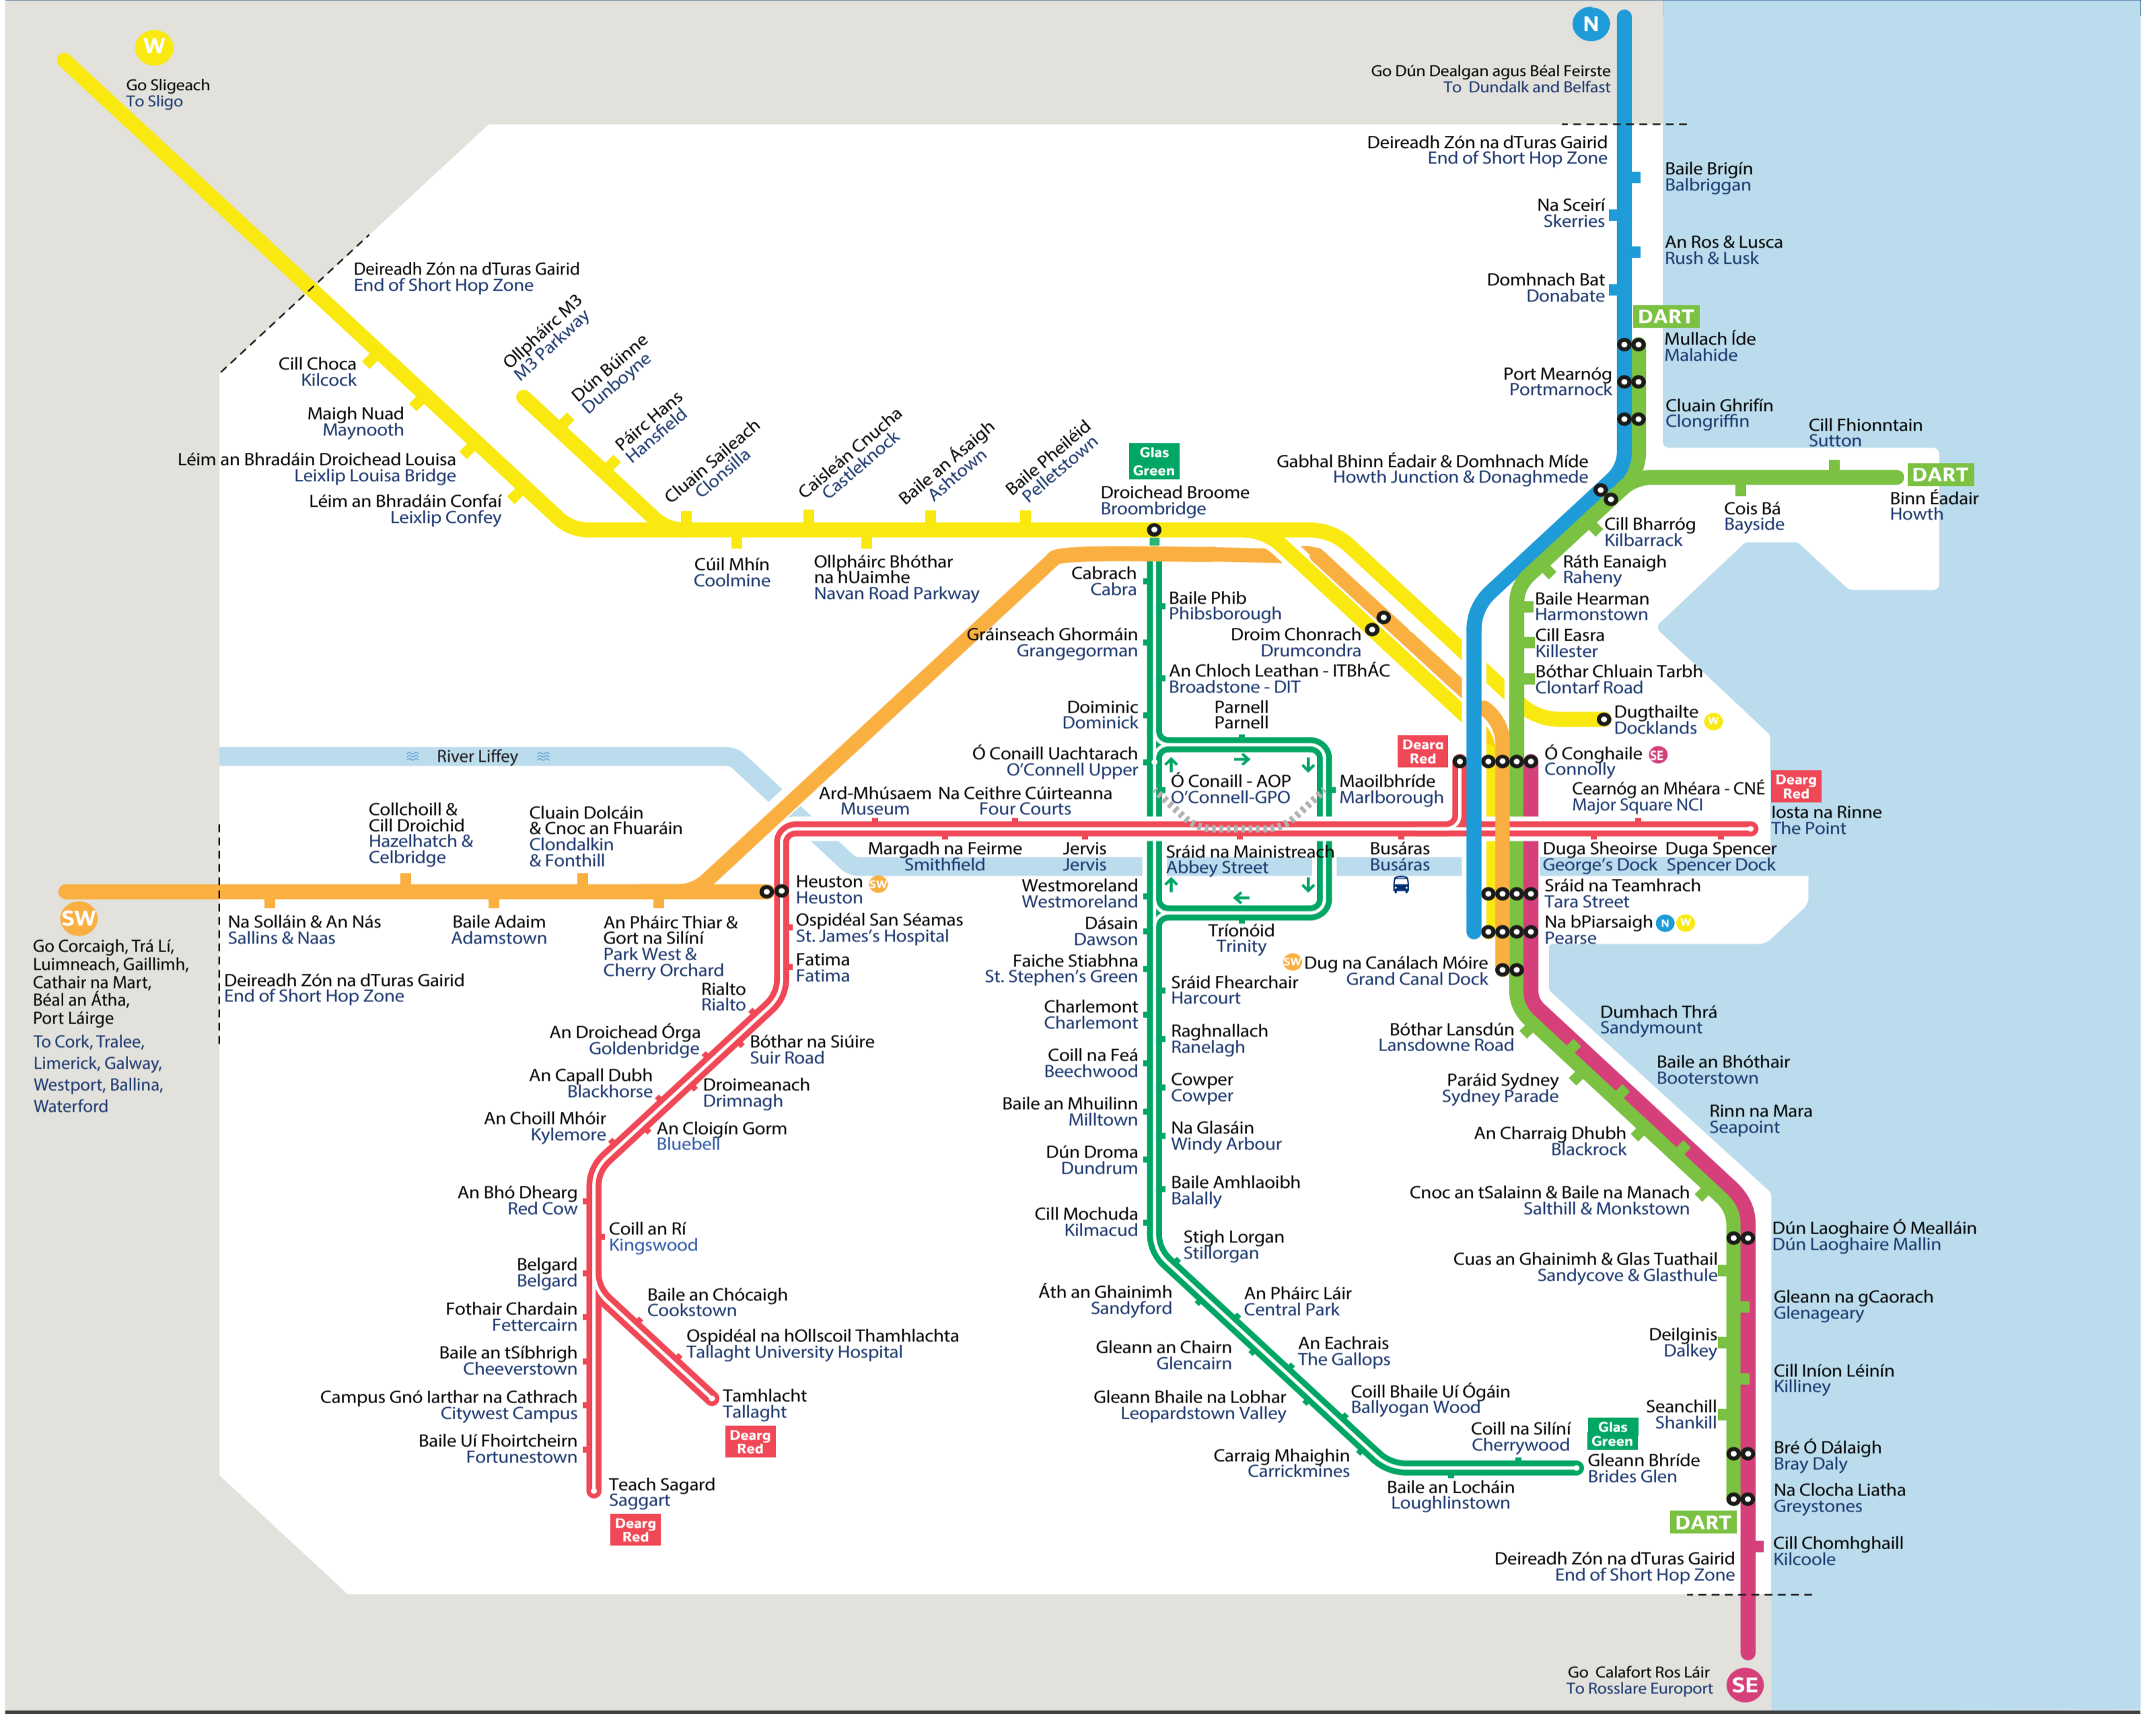 W
Go Sligeach
To Sligo
N
Go Dún Dealgan agus Béal Feirste
To Dundalk and Belfast
Deireadh Zón na dTuras Gairid
End of Short Hop Zone
Baile Brigín
Balbriggan
Na Sceirí
Skerries
An Ros & Lusca
Rush & Lusk
Domhnach Bat
Donabate
DART
Mullach Íde
Malahide
Port Mearnóg
Portmarnock
Cluain Ghrifín
Clongriffin
Cill Fhionntain
Sutton
Gabhal Bhinn Éadair & Domhnach Míde
Howth Junction & Donaghmede
DART
Binn Éadair
Howth
Cois Bá
Bayside
Cill Bharróg
Kilbarrack
Ráth Eanaigh
Raheny
Baile Hearman
Harmonstown
Cill Easra
Killester
Bóthar Chluain Tarbh
Clontarf Road
Dugthailte
Docklands
W
Deireadh Zón na dTuras Gairid
End of Short Hop Zone
Cill Choca
Kilcock
Maigh Nuad
Maynooth
Léim an Bhradáin Droichead Louisa
Leixlip Louisa Bridge
Léim an Bhradáin Confaí
Leixlip Confey
Ollpháirc M3
M3 Parkway
Dún Búinne
Dunboyne
Páirc Hans
Hansfield
Cluain Saileach
Clonsilla
Cúil Mhín
Coolmine
Caisleán Cnucha
Castleknock
Ollpháirc Bhóthar
na hUaimhe
Navan Road Parkway
Baile an Ásaigh
Ashtown
Baile Pheiléid
Pelletstown
Glas
Green
Droichead Broome
Broombridge
Cabrach
Cabra
Baile Phib
Phibsborough
Gráinseach Ghormáin
Grangegorman
Droim Chonrach
Drumcondra
An Chloch Leathan - ITBhÁC
Broadstone - DIT
Doiminic
Dominick
Parnell
Parnell
Ó Conaill Uachtarach
O'Connell Upper
Ó Conaill - AOP
O'Connell-GPO
Maoilbhríde
Marlborough
Dearg
Red
Ó Conghaile
SE
Connolly
Cearnóg an Mhéara - CNÉ
Major Square NCI
Dearg
Red
Iosta na Rinne
The Point
River Liffey
Ard-Mhúsaem
Museum
Na Ceithre Cúirteanna
Four Courts
Margadh na Feirme
Smithfield
Jervis
Jervis
Sráid na Mainistreach
Abbey Street
Busáras
Busáras
Duga Sheoirse
George's Dock
Duga Spencer
Spencer Dock
Collchoill &
Cill Droichid
Hazelhatch &
Celbridge
Cluain Dolcáin
& Cnoc an Fhuaráin
Clondalkin
& Fonthill
Heuston
SW
Heuston
SW
Go Corcaigh, Trá Lí,
Luimneach, Gaillimh,
Cathair na Mart,
Béal an Átha,
Port Láirge
To Cork, Tralee,
Limerick, Galway,
Westport, Ballina,
Waterford
Na Solláin & An Nás
Sallins & Naas
Baile Adaim
Adamstown
An Pháirc Thiar &
Gort na Silíní
Park West &
Cherry Orchard
Deireadh Zón na dTuras Gairid
End of Short Hop Zone
Ospidéal San Séamas
St. James's Hospital
Fatima
Fatima
Rialto
Rialto
An Droichead Órga
Goldenbridge
Bóthar na Siúire
Suir Road
An Capall Dubh
Blackhorse
Droimeanach
Drimnagh
An Choill Mhóir
Kylemore
An Cloigín Gorm
Bluebell
An Bhó Dhearg
Red Cow
Coill an Rí
Kingswood
Belgard
Belgard
Baile an Chócaigh
Cookstown
Fothair Chardain
Fettercairn
Ospidéal na hOllscoil Thamhlachta
Tallaght University Hospital
Baile an tSíbhrigh
Cheeverstown
Tamhlacht
Tallaght
Dearg
Red
Campus Gnó Iarthar na Cathrach
Citywest Campus
Baile Uí Fhoirtcheirn
Fortunestown
Teach Sagard
Saggart
Dearg
Red
Westmoreland
Westmoreland
Dásain
Dawson
Tríonóid
Trinity
Faiche Stiabhna
St. Stephen's Green
Sráid Fhearchair
Harcourt
Charlemont
Charlemont
Raghnallach
Ranelagh
Coill na Feá
Beechwood
Cowper
Cowper
Baile an Mhuilinn
Milltown
Na Glasáin
Windy Arbour
Dún Droma
Dundrum
Baile Amhlaoibh
Balally
Cill Mochuda
Kilmacud
Stigh Lorgan
Stillorgan
Áth an Ghainimh
Sandyford
An Pháirc Láir
Central Park
Gleann an Chairn
Glencairn
An Eachrais
The Gallops
Gleann Bhaile na Lobhar
Leopardstown Valley
Coill Bhaile Uí Ógáin
Ballyogan Wood
Carraig Mhaighin
Carrickmines
Coill na Silíní
Cherrywood
Baile an Locháin
Loughlinstown
Glas
Green
Gleann Bhríde
Brides Glen
Sráid na Teamhrach
Tara Street
Na bPiarsaigh
N
W
Pearse
SW
Dug na Canálach Móire
Grand Canal Dock
Bóthar Lansdún
Lansdowne Road
Dumhach Thrá
Sandymount
Paráid Sydney
Sydney Parade
Baile an Bhóthair
Booterstown
An Charraig Dhubh
Blackrock
Rinn na Mara
Seapoint
Cnoc an tSalainn & Baile na Manach
Salthill & Monkstown
Dún Laoghaire Ó Mealláin
Dún Laoghaire Mallin
Cuas an Ghainimh & Glas Tuathail
Sandycove & Glasthule
Gleann na gCaorach
Glenageary
Deilginis
Dalkey
Cill Iníon Léinín
Killiney
Seanchill
Shankill
Bré Ó Dálaigh
Bray Daly
Na Clocha Liatha
Greystones
DART
Cill Chomhghaill
Kilcoole
Deireadh Zón na dTuras Gairid
End of Short Hop Zone
Go Calafort Ros Láir
To Rosslare Europort
SE